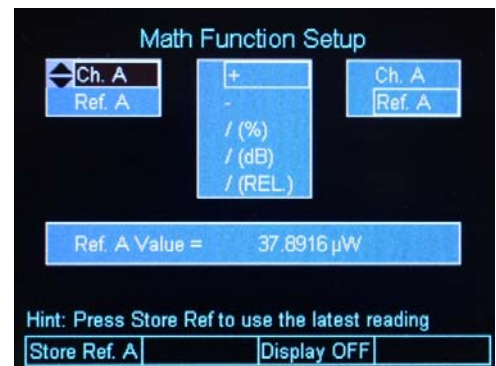 Math Function Setup
Ch. A
Ref. A
+
-
/ (%)
/ (dB)
/ (REL.)
Ch. A
Ref. A
Ref. A Value = 37.8916 µW
Hint: Press Store Ref to use the latest reading
Store Ref. A Display OFF